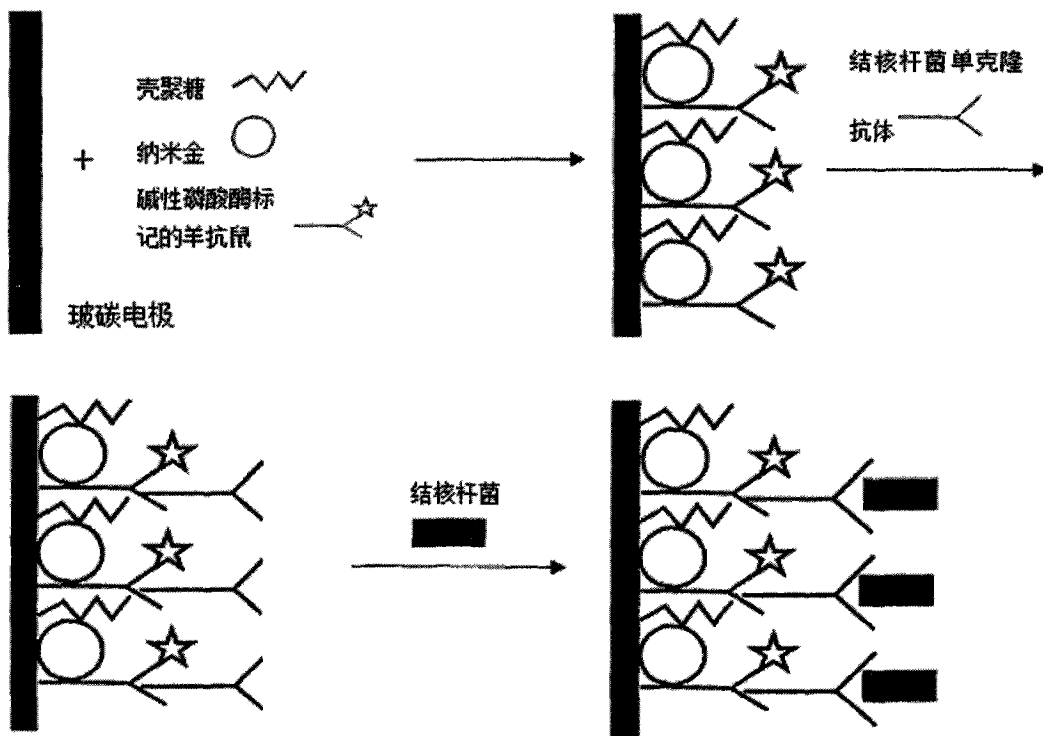 壳聚糖
纳米金
碱性磷酸酶标
记的羊抗鼠
+
玻碳电极
结核杆菌单克隆
抗体
结核杆菌